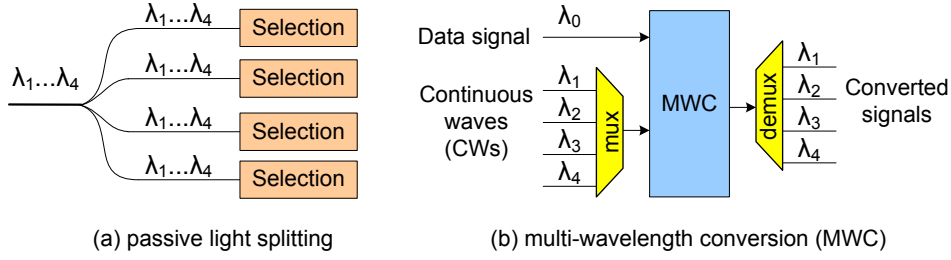 λ1...λ4
λ1...λ4
Selection
λ1...λ4
Selection
λ1...λ4
Selection
λ1...λ4
Selection
(a) passive light splitting
Data signal
λ0
Continuous
waves
(CWs)
λ1
λ2
λ3
λ4
mux
MWC
demux
λ1
λ2
λ3
λ4
Converted
signals
(b) multi-wavelength conversion (MWC)